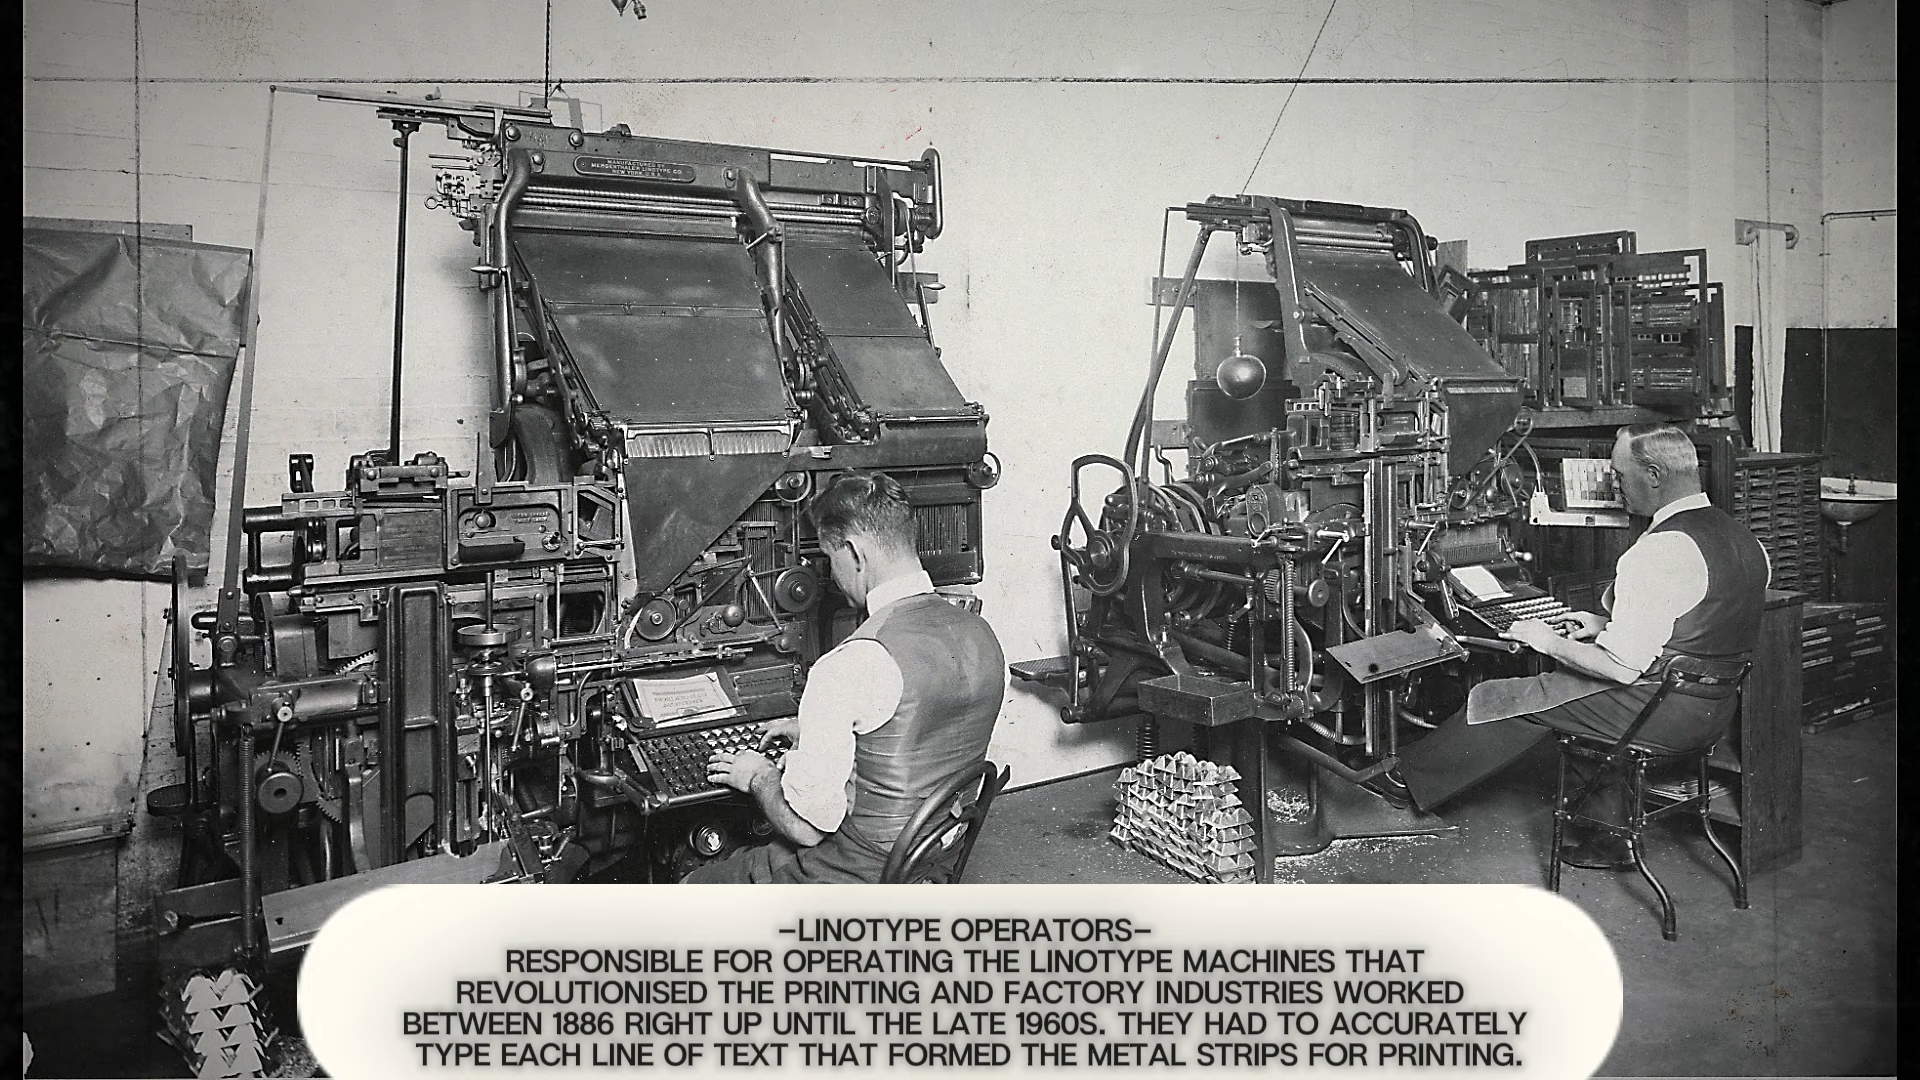 MANUFACTURED BY
MERGENTHALER LINOTYPE CO.
NEW YORK, U.S.A.
–LINOTYPE OPERATORS–
RESPONSIBLE FOR OPERATING THE LINOTYPE MACHINES THAT
REVOLUTIONISED THE PRINTING AND FACTORY INDUSTRIES WORKED
BETWEEN 1886 RIGHT UP UNTIL THE LATE 1960S. THEY HAD TO ACCURATELY
TYPE EACH LINE OF TEXT THAT FORMED THE METAL STRIPS FOR PRINTING.